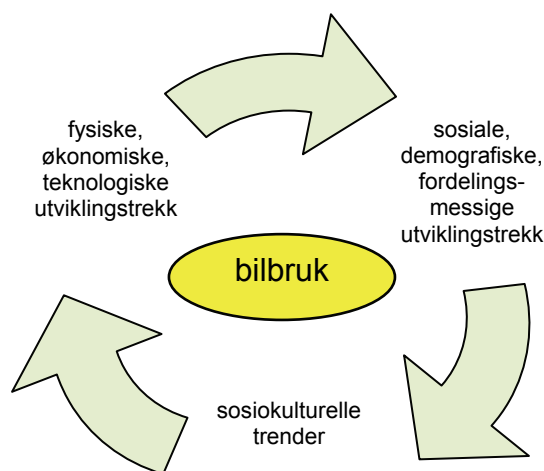 fysiske,
økonomiske,
teknologiske
utviklingstrekk
sosiale,
demografiske,
fordelings-
messige
utviklingstrekk
bilbruk
sosiokulturelle
trender